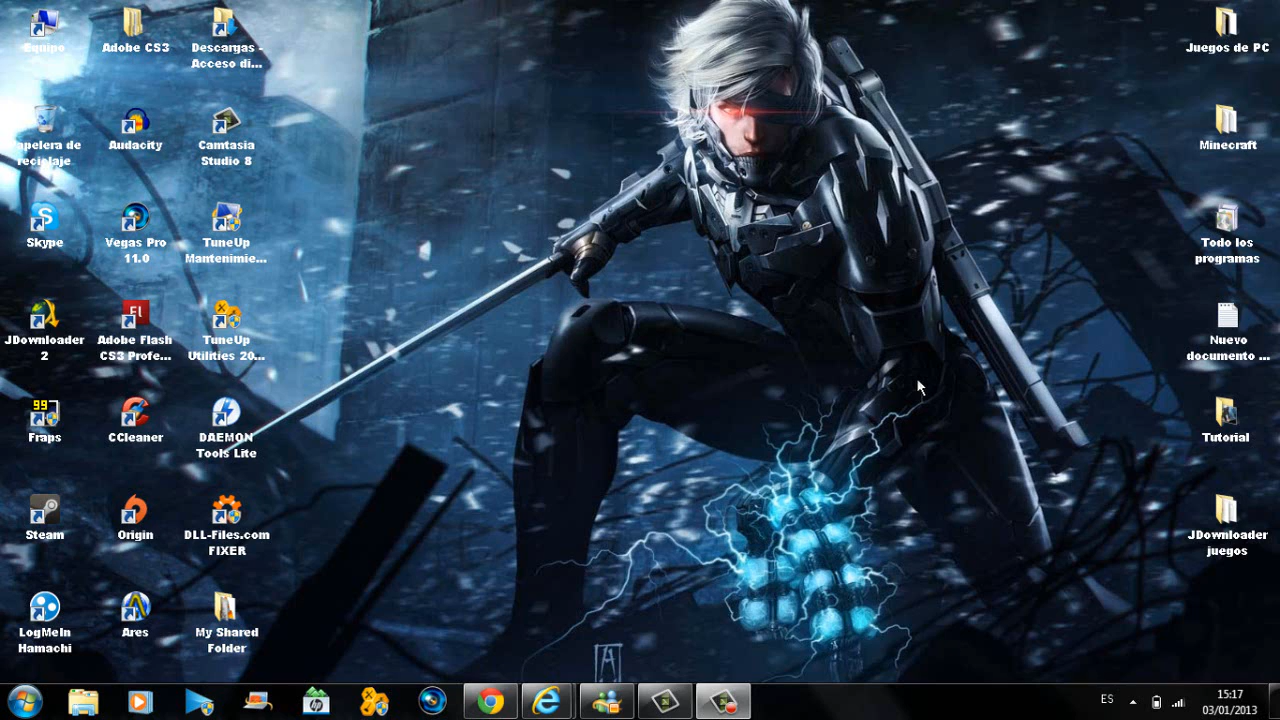 Equipo
Adobe CS3
Descargas -
Acceso di...
Juegos de PC
apelera de
reciclaje
Audacity
Camtasia
Studio 8
Minecraft
Skype
Vegas Pro
11.0
TuneUp
Mantenimie...
Todo los
programas
JDownloader
2
Fl
Adobe Flash
CS3 Profe...
TuneUp
Utilities 20...
Nuevo
documento ...
99
Fraps
CCleaner
DAEMON
Tools Lite
Tutorial
Steam
Origin
DLL-Files.com
FIXER
JDownloader
juegos
LogMeIn
Hamachi
Ares
My Shared
Folder
hp
ES
15:17
03/01/2013